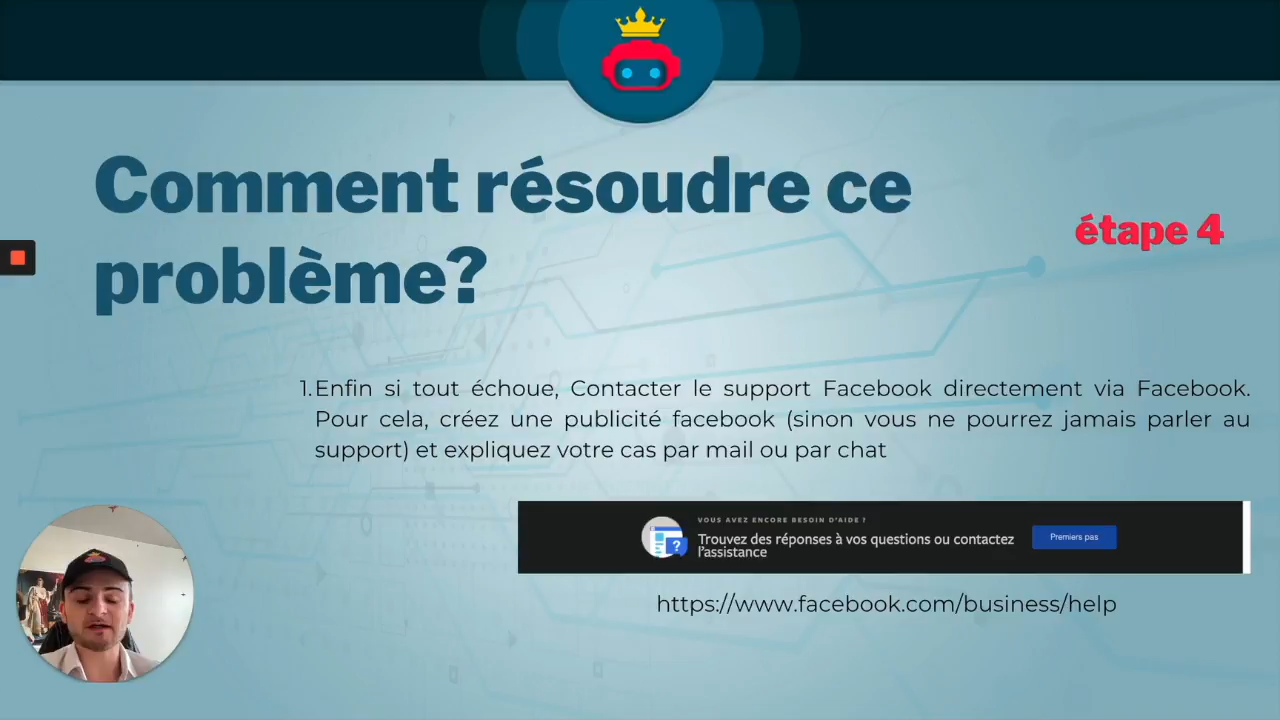 Comment résoudre ce
problème?
étape 4
1. Enfin si tout échoue, Contacter le support Facebook directement via Facebook.
Pour cela, créez une publicité facebook (sinon vous ne pourrez jamais parler au
support) et expliquez votre cas par mail ou par chat
VOUS AVEZ ENCORE BESOIN D'AIDE ?
Trouvez des réponses à vos questions ou contactez
l'assistance
Premiers pas
https://www.facebook.com/business/help